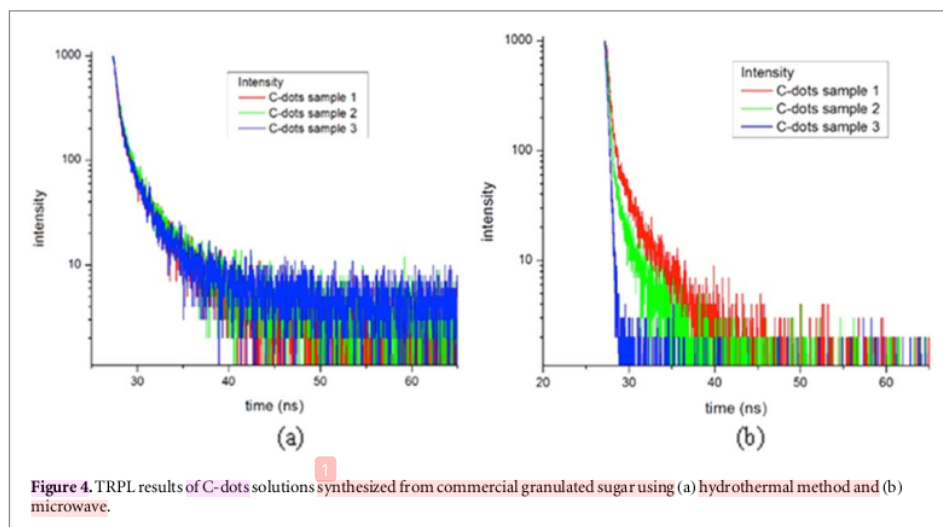 1000
100
10
intensity
Intensity
C-dots sample 1
C-dots sample 2
C-dots sample 3
30 40 50 60
time (ns)
(a)
1000
100
10
intensity
Intensity
C-dots sample 1
C-dots sample 2
C-dots sample 3
20 30 40 50 60
time (ns)
(b)
1
Figure 4. TRPL results of C-dots solutions synthesized from commercial granulated sugar using (a) hydrothermal method and (b)
microwave.